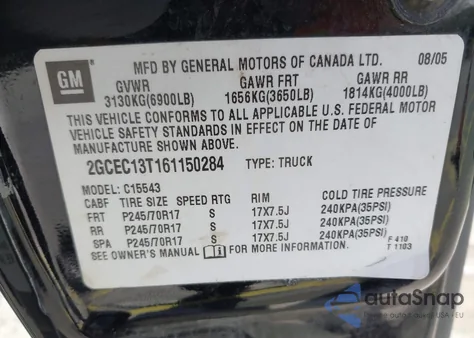 GM
MFD BY GENERAL MOTORS OF CANADA LTD. 08/05
GVWR GAWR FRT GAWR RR
3130KG(6900LB) 1656KG(3650LB) 1814KG(4000LB)
THIS VEHICLE CONFORMS TO ALL APPLICABLE U.S. FEDERAL MOTOR
VEHICLE SAFETY STANDARDS IN EFFECT ON THE DATE OF
MANUFACTURE SHOWN ABOVE.
2GCEC13T161150284 TYPE: TRUCK
MODEL: C15543
CABF TIRE SIZE SPEED RTG RIM COLD TIRE PRESSURE
FRT P245/70R17 S 17X7.5J 240KPA(35PSI)
RR P245/70R17 S 17X7.5J 240KPA(35PSI)
SPA P245/70R17 S 17X7.5J 240KPA(35PSI)
SEE OWNER'S MANUAL FOR MORE INFORMATION. F 410
T 1103
autaSnap